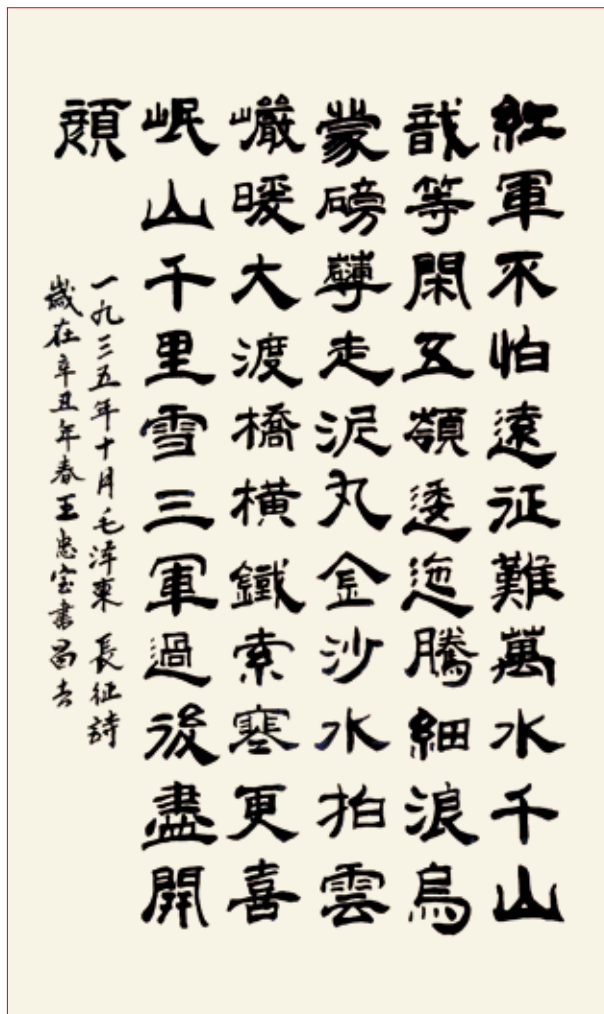 紅軍不怕遠征難萬水千山
戠等閑五嶺逶迤騰細浪烏
蒙磅礴走泥丸金沙水拍雲
巖暖大渡橋橫鐵索寒更喜
岷山千里雪三軍過後盡開
顏
一九三五年十月毛泽東 長征詩
歲在辛丑年春王忠宝書